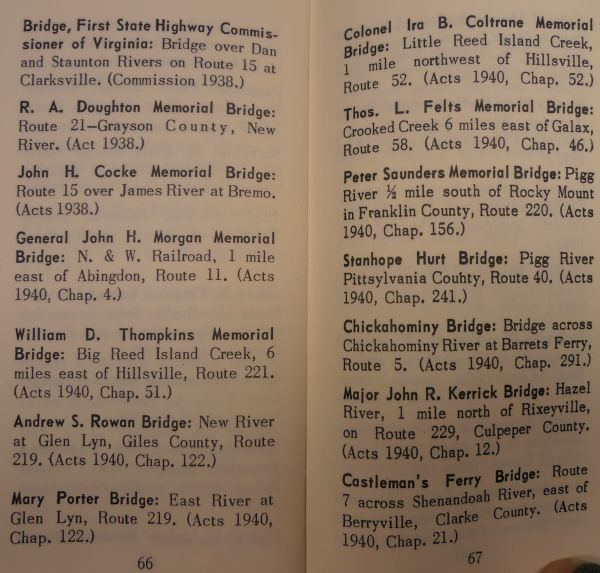 Bridge, First State Highway Commis-
sioner of Virginia: Bridge over Dan
and Staunton Rivers on Route 15 at
Clarksville. (Commission 1938.)
R. A. Doughton Memorial Bridge:
Route 21—Grayson County, New
River. (Act 1938.)
John H. Cocke Memorial Bridge:
Route 15 over James River at Bremo.
(Acts 1938.)
General John H. Morgan Memorial
Bridge: N. & W. Railroad, 1 mile
east of Abingdon, Route 11. (Acts
1940, Chap. 4.)
William D. Thompkins Memorial
Bridge: Big Reed Island Creek, 6
miles east of Hillsville, Route 221.
(Acts 1940, Chap. 51.)
Andrew S. Rowan Bridge: New River
at Glen Lyn, Giles County, Route
219. (Acts 1940, Chap. 122.)
Mary Porter Bridge: East River at
Glen Lyn, Route 219. (Acts 1940,
Chap. 122.)
66
Colonel Ira B. Coltrane Memorial
Bridge: Little Reed Island Creek,
1 mile northwest of Hillsville,
Route 52. (Acts 1940, Chap. 52.)
Thos. L. Felts Memorial Bridge:
Crooked Creek 6 miles east of Galax,
Route 58. (Acts 1940, Chap. 46.)
Peter Saunders Memorial Bridge: Pigg
River ½ mile south of Rocky Mount
in Franklin County, Route 220. (Acts
1940, Chap. 156.)
Stanhope Hurt Bridge: Pigg River
Pittsylvania County, Route 40. (Acts
1940, Chap. 241.)
Chickahominy Bridge: Bridge across
Chickahominy River at Barrets Ferry,
Route 5. (Acts 1940, Chap. 291.)
Major John R. Kerrick Bridge: Hazel
River, 1 mile north of Rixeyville,
on Route 229, Culpeper County.
(Acts 1940, Chap. 12.)
Castleman's Ferry Bridge: Route
7 across Shenandoah River, east of
Berryville, Clarke County. (Acts
1940, Chap. 21.)
67